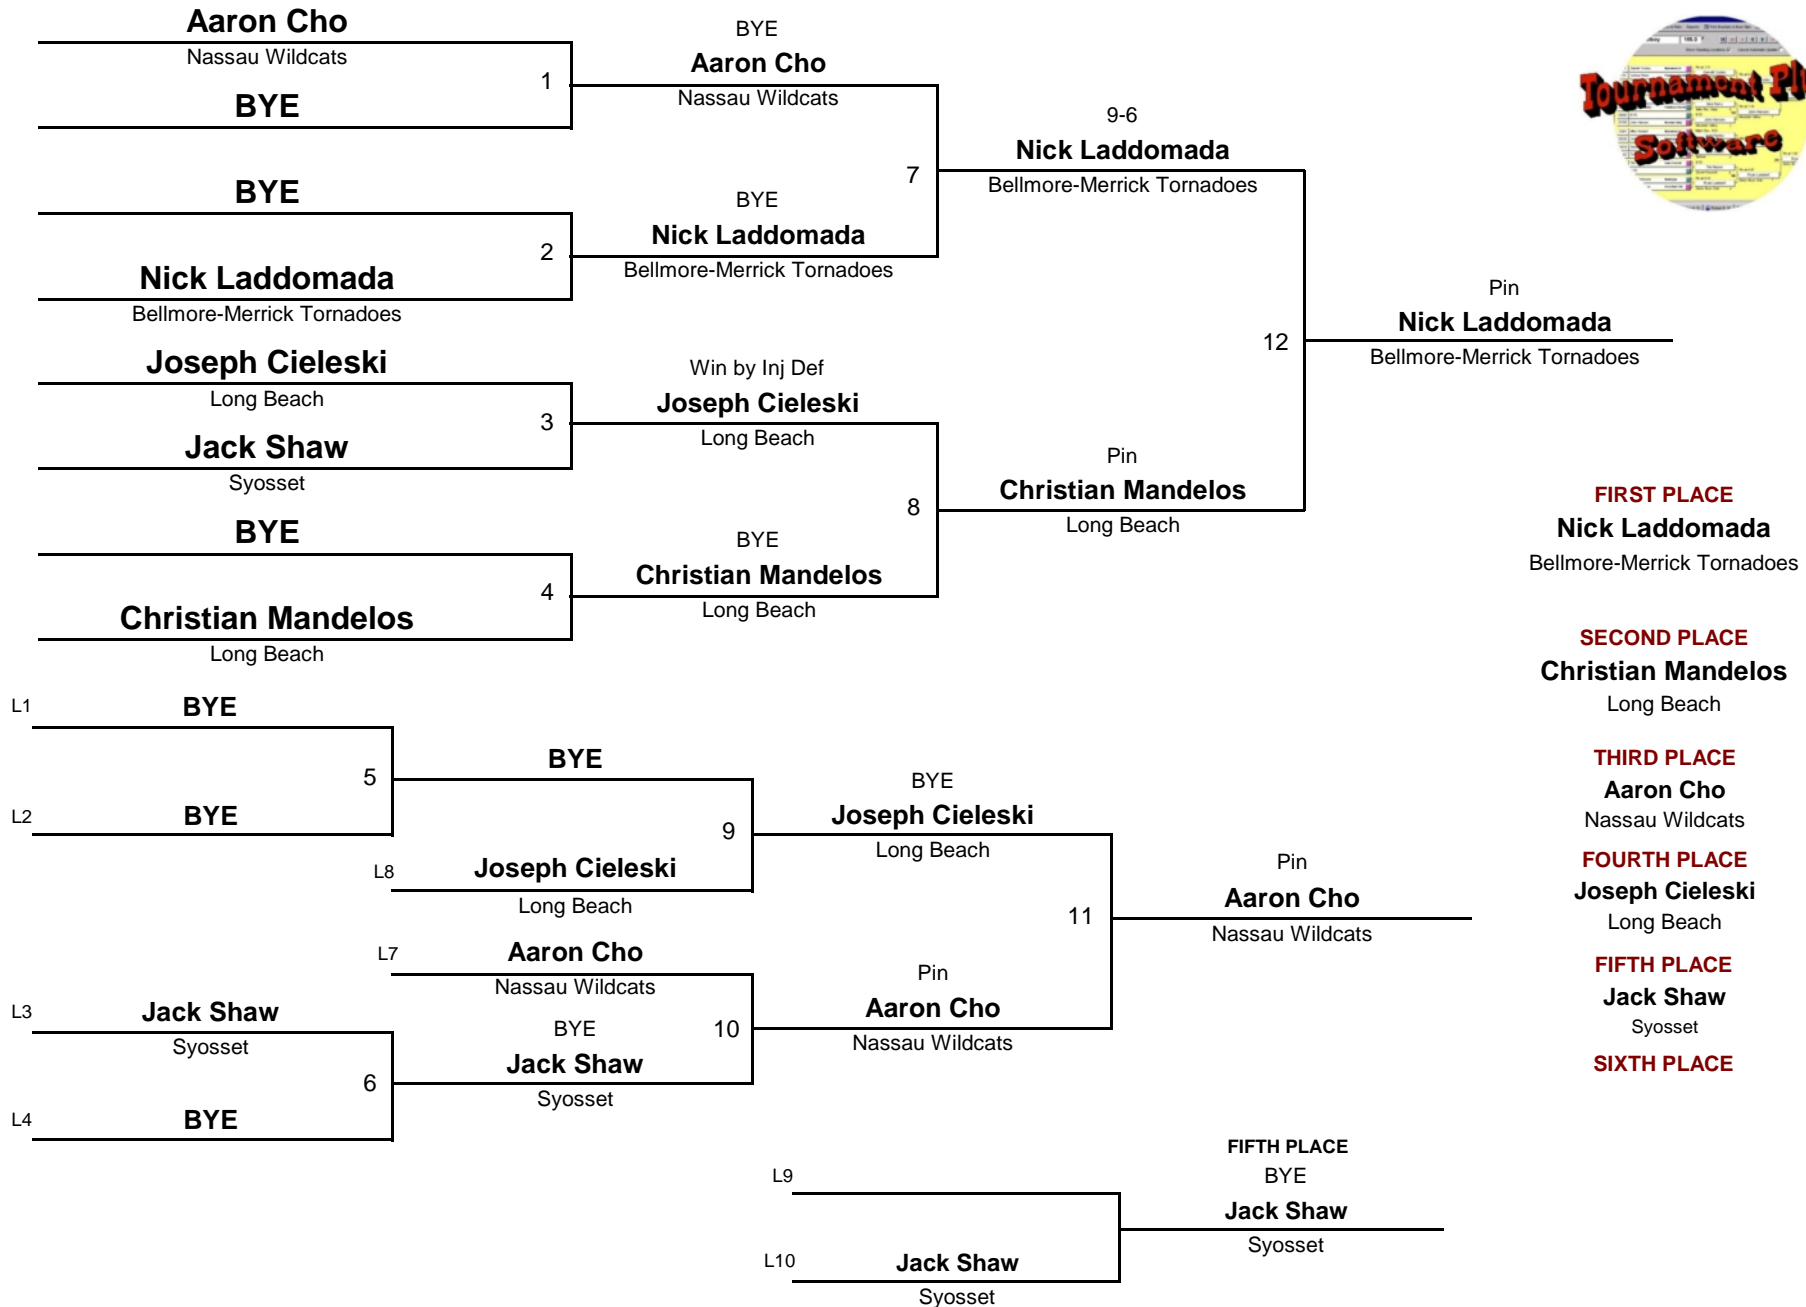 Aaron Cho
Nassau Wildcats
1
BYE
BYE
2
Nick Laddomada
Bellmore-Merrick Tornadoes
Joseph Cieleski
Long Beach
3
Jack Shaw
Syosset
BYE
4
Christian Mandelos
Long Beach
BYE
Aaron Cho
Nassau Wildcats
7
BYE
Nick Laddomada
Bellmore-Merrick Tornadoes
Win by Inj Def
Joseph Cieleski
Long Beach
8
BYE
Christian Mandelos
Long Beach
9-6
Nick Laddomada
Bellmore-Merrick Tornadoes
12
Pin
Christian Mandelos
Long Beach
Pin
Nick Laddomada
Bellmore-Merrick Tornadoes
Tournament Pl
Software
FIRST PLACE
Nick Laddomada
Bellmore-Merrick Tornadoes
SECOND PLACE
Christian Mandelos
Long Beach
THIRD PLACE
Aaron Cho
Nassau Wildcats
FOURTH PLACE
Joseph Cieleski
Long Beach
FIFTH PLACE
Jack Shaw
Syosset
SIXTH PLACE
L1
BYE
5
L2
BYE
BYE
9
L8
Joseph Cieleski
Long Beach
L7
Aaron Cho
Nassau Wildcats
L3
Jack Shaw
Syosset
6
L4
BYE
BYE
10
Jack Shaw
Syosset
BYE
Joseph Cieleski
Long Beach
11
Pin
Aaron Cho
Nassau Wildcats
Pin
Aaron Cho
Nassau Wildcats
L9
L10
Jack Shaw
Syosset
FIFTH PLACE
BYE
Jack Shaw
Syosset